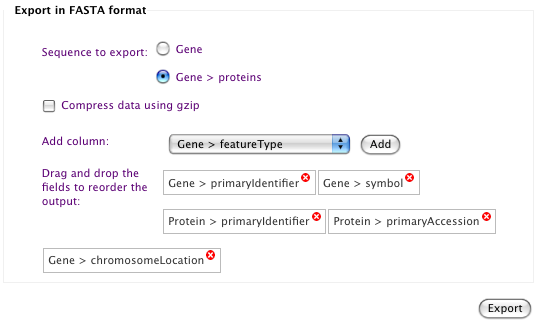 Export in FASTA format
Sequence to export: Gene
Gene > proteins
Compress data using gzip
Add column: Gene > featureType Add
Drag and drop the
fields to reorder the
output:
Gene > primaryIdentifier Gene > symbol
Protein > primaryIdentifier Protein > primaryAccession
Gene > chromosomeLocation
Export